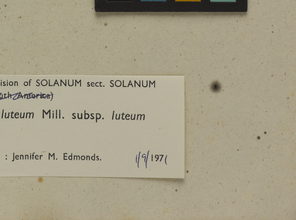 ision of SOLANUM sect. SOLANUM
luteum Mill. subsp. luteum
: Jennifer M. Edmonds. 1/9/1971